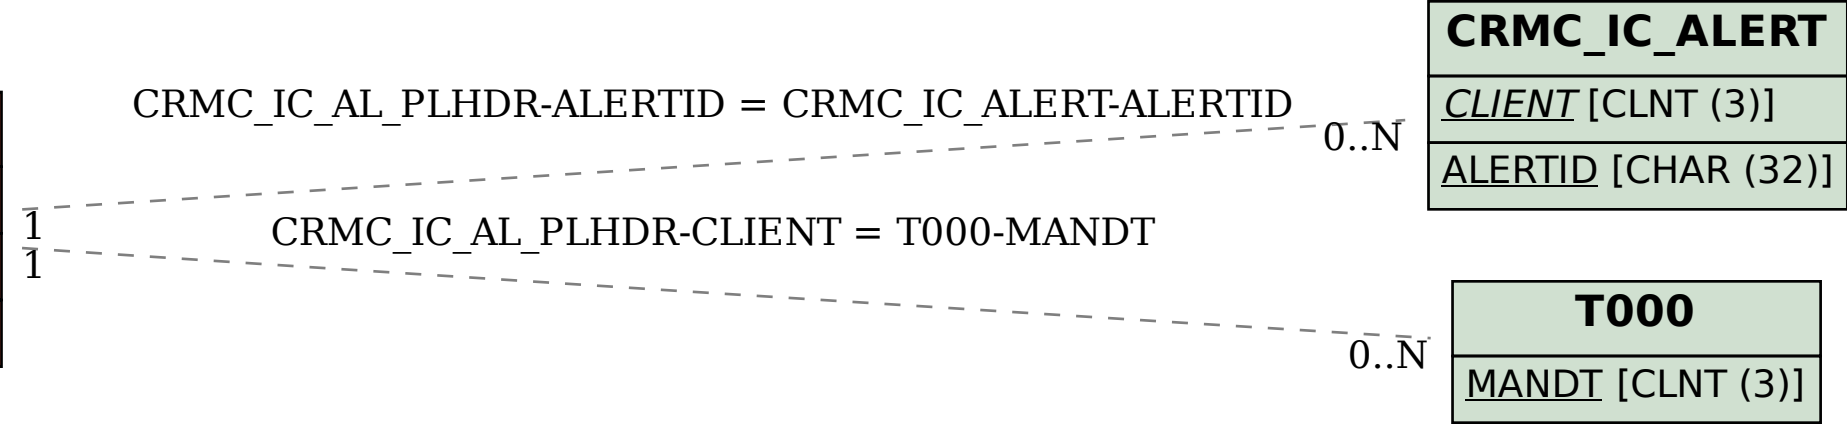 CRMC_IC_ALERT
CRMC_IC_AL_PLHDR-ALERTID = CRMC_IC_ALERT-ALERTID
CLIENT [CLNT (3)]
0..N
ALERTID [CHAR (32)]
1
CRMC_IC_AL_PLHDR-CLIENT = T000-MANDT
1
T000
0..N
MANDT [CLNT (3)]